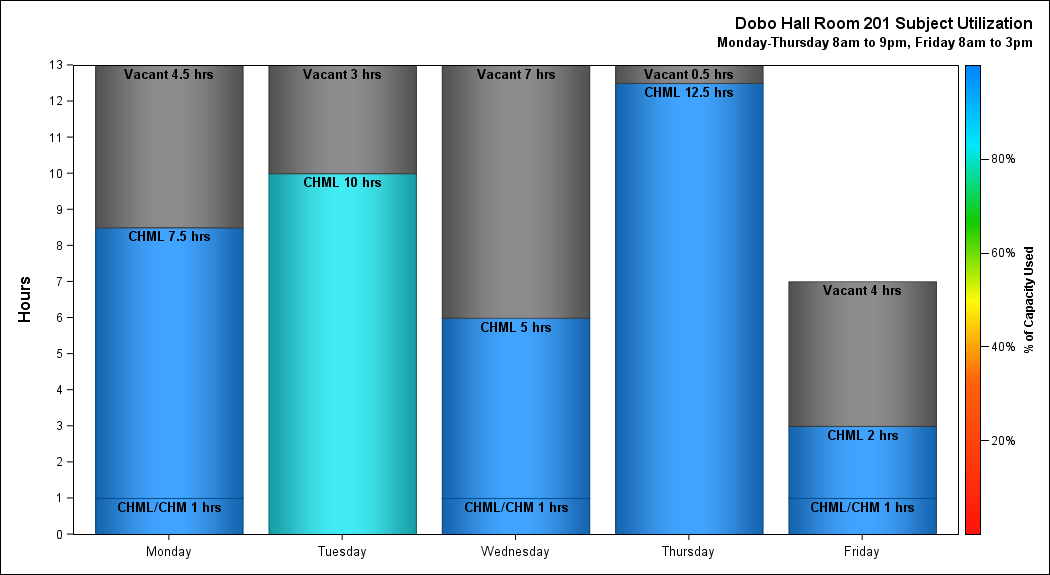 Dobo Hall Room 201 Subject Utilization
Monday-Thursday 8am to 9pm, Friday 8am to 3pm
Hours
13
12
11
10
9
8
7
6
5
4
3
2
1
0
Vacant 4.5 hrs
CHML 7.5 hrs
CHML/CHM 1 hrs
Vacant 3 hrs
CHML 10 hrs
Vacant 7 hrs
CHML 5 hrs
CHML/CHM 1 hrs
Vacant 0.5 hrs
CHML 12.5 hrs
Vacant 4 hrs
CHML 2 hrs
CHML/CHM 1 hrs
Monday
Tuesday
Wednesday
Thursday
Friday
80%
60%
40%
20%
% of Capacity Used